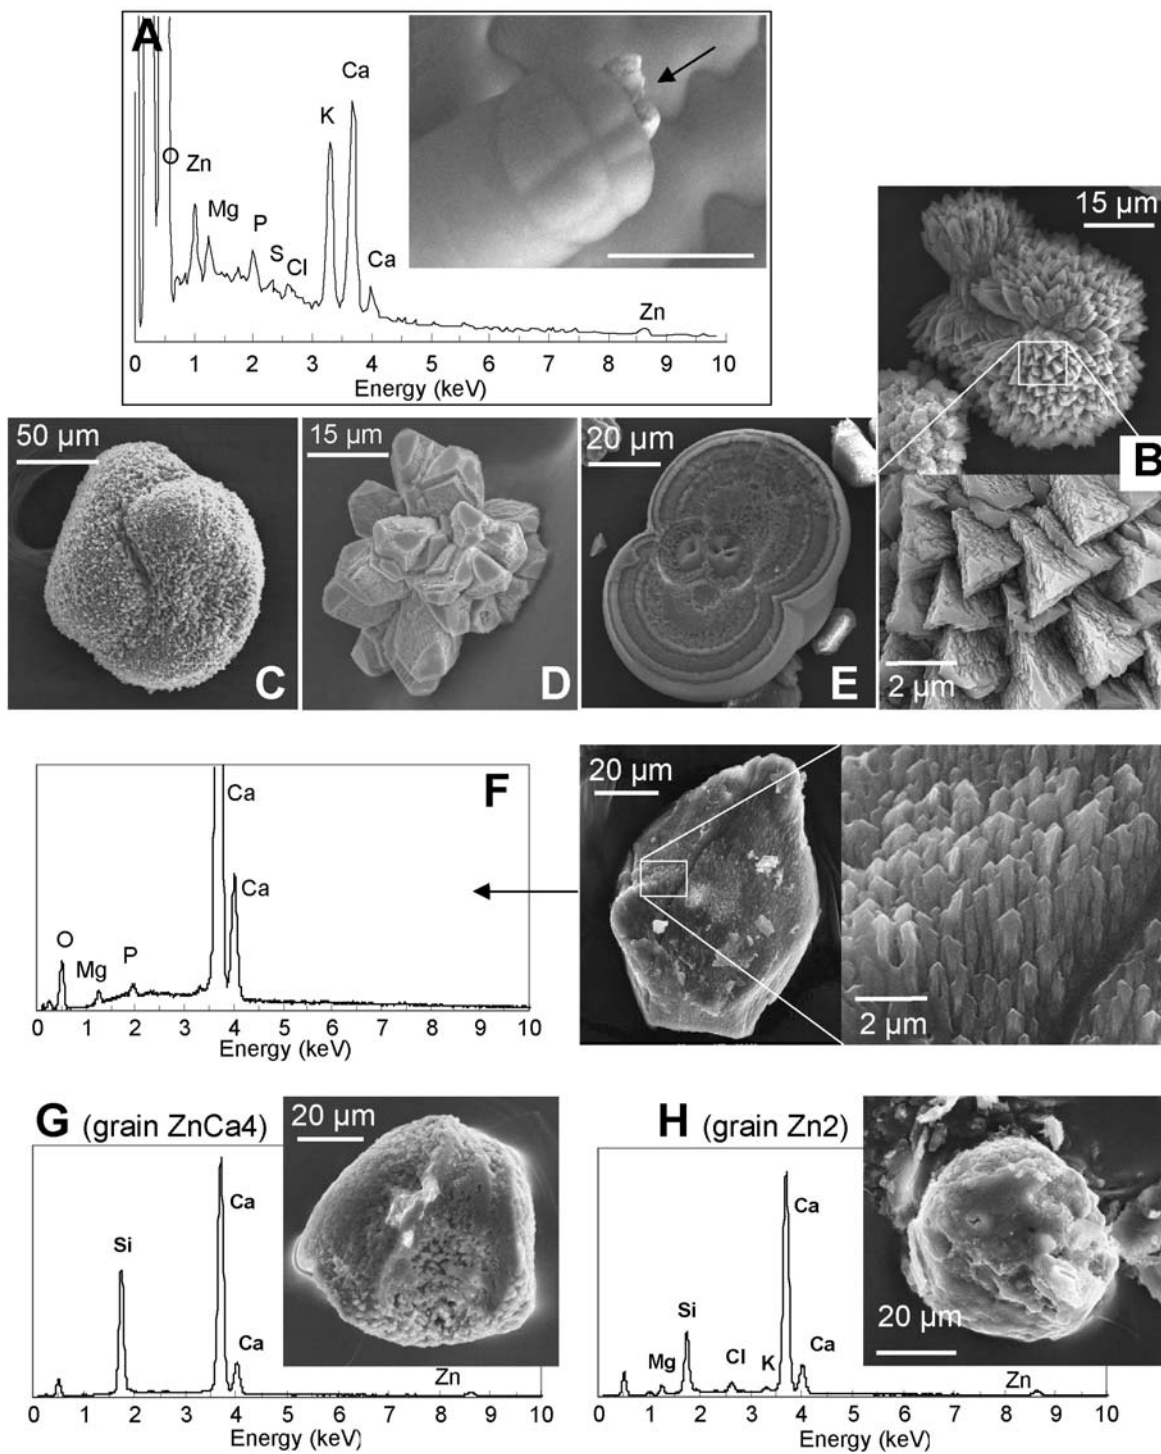 A
Ca
K
O
Zn
Mg
P
S
Cl
Ca
Zn
0 1 2 3 4 5 6 7 8 9 10
Energy (keV)
15 µm
B
2 µm
50 µm
C
15 µm
D
20 µm
E
F
Ca
Ca
O
Mg
P
0 1 2 3 4 5 6 7 8 9 10
Energy (keV)
20 µm
2 µm
G (grain ZnCa4)
20 µm
Ca
Si
Ca
Zn
0 1 2 3 4 5 6 7 8 9 10
Energy (keV)
H (grain Zn2)
Ca
Si
Mg
Cl
K
Ca
Zn
20 µm
0 1 2 3 4 5 6 7 8 9 10
Energy (keV)